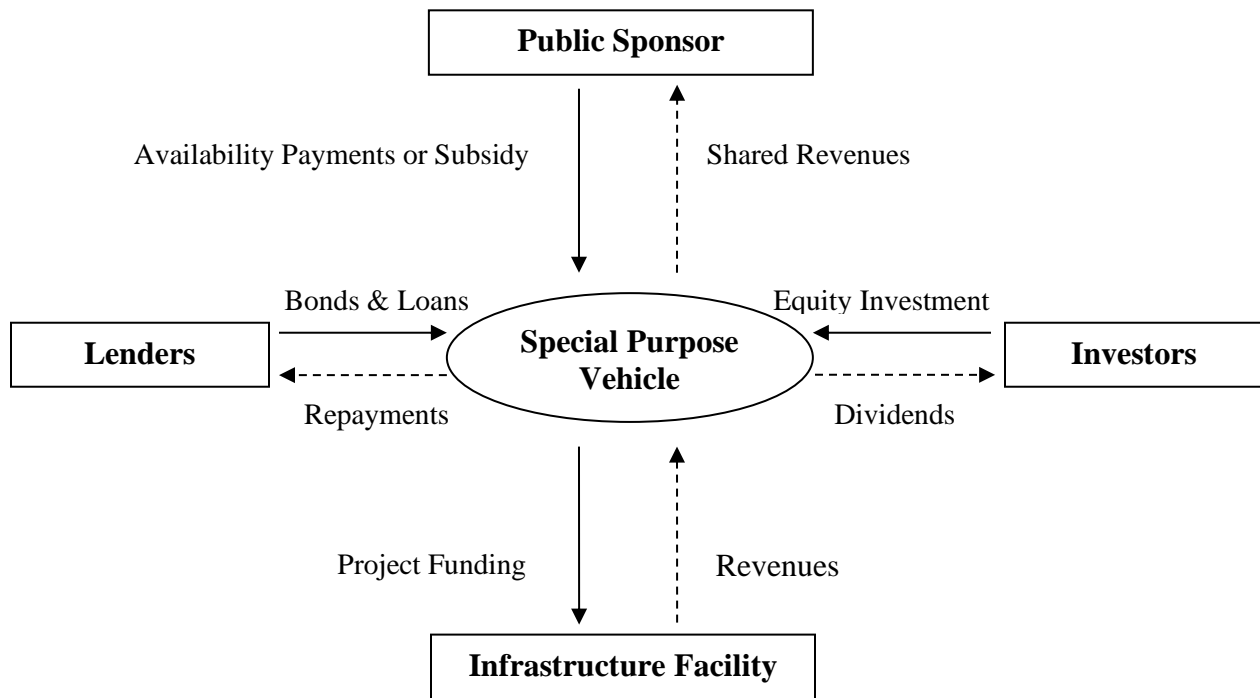 Public Sponsor
Availability Payments or Subsidy
Shared Revenues
Bonds & Loans
Equity Investment
Lenders
Special Purpose
Vehicle
Investors
Repayments
Dividends
Project Funding
Revenues
Infrastructure Facility